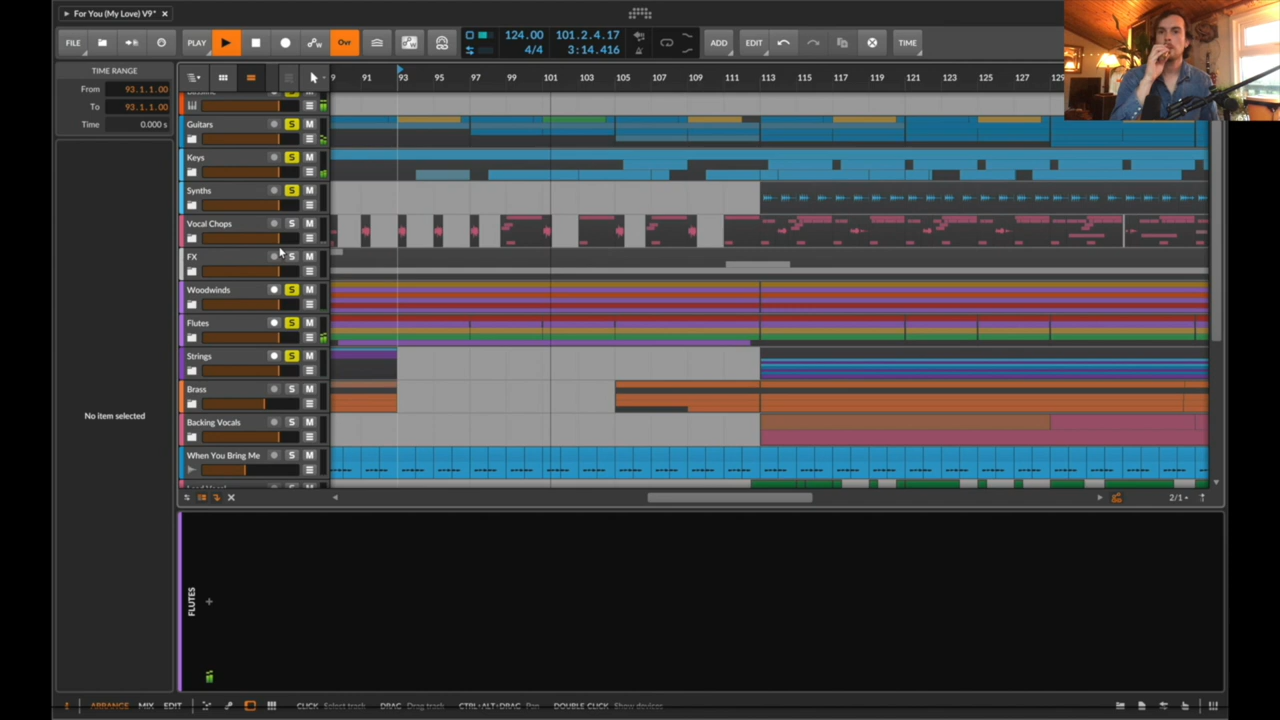 For You (My Love) V9*
FILE
PLAY
Ovr
124.00
4/4
101.2.4.17
3:14.416
ADD
EDIT
TIME
TIME RANGE
From 93.1.1.00
To 93.1.1.00
Time 0.000 s
9 91 93 95 97 99 101 103 105 107 109 111 113 115 117 119 121 123 125 127 129
S M
Guitars S M
Keys S M
Synths S M
Vocal Chops S M
FX S M
Woodwinds S M
Flutes S M
Strings S M
Brass S M
Backing Vocals S M
When You Bring Me S M
No item selected
2/1
FLUTES
ARRANGE MIX EDIT
CLICK Select track DRAG Drag track CTRL+ALT+DRAG Pan DOUBLE-CLICK Show devices